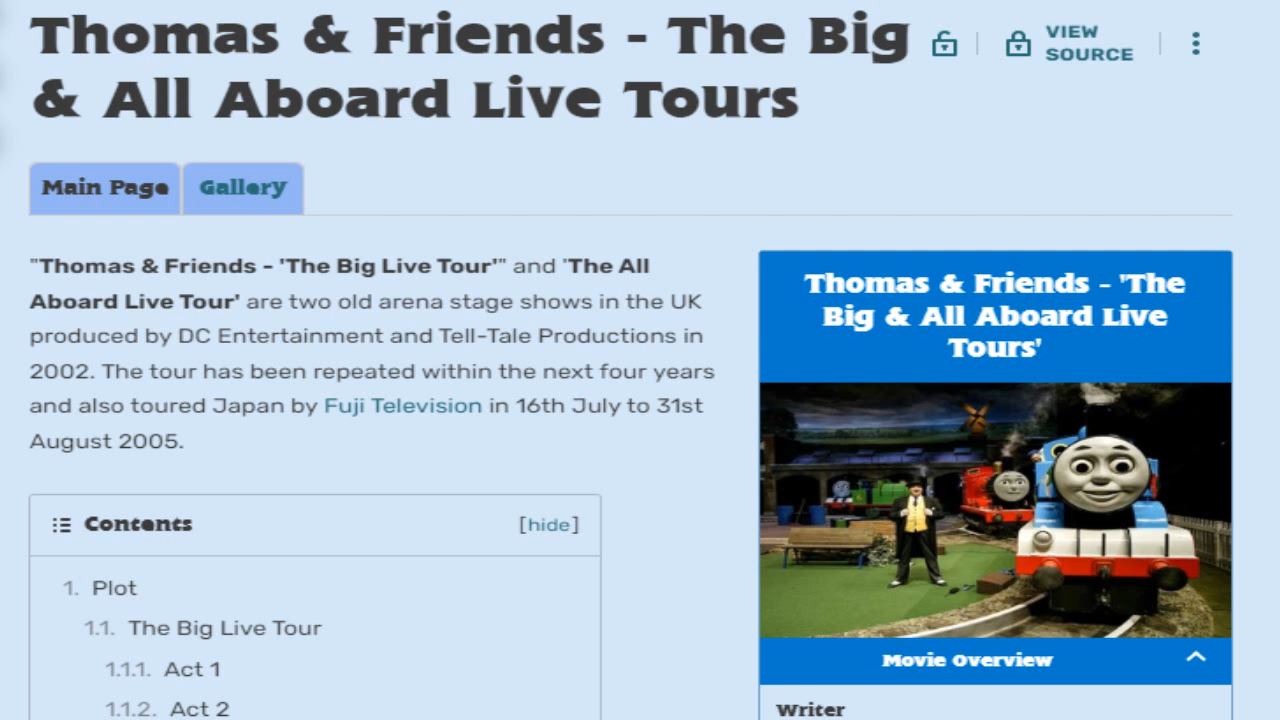 Thomas & Friends - The Big
& All Aboard Live Tours
VIEW
SOURCE
Main Page
Gallery
"Thomas & Friends - 'The Big Live Tour'" and 'The All
Aboard Live Tour' are two old arena stage shows in the UK
produced by DC Entertainment and Tell-Tale Productions in
2002. The tour has been repeated within the next four years
and also toured Japan by Fuji Television in 16th July to 31st
August 2005.
Contents
[hide]
1. Plot
1.1. The Big Live Tour
1.1.1. Act 1
1.1.2. Act 2
Thomas & Friends - 'The
Big & All Aboard Live
Tours'
Movie Overview
Writer